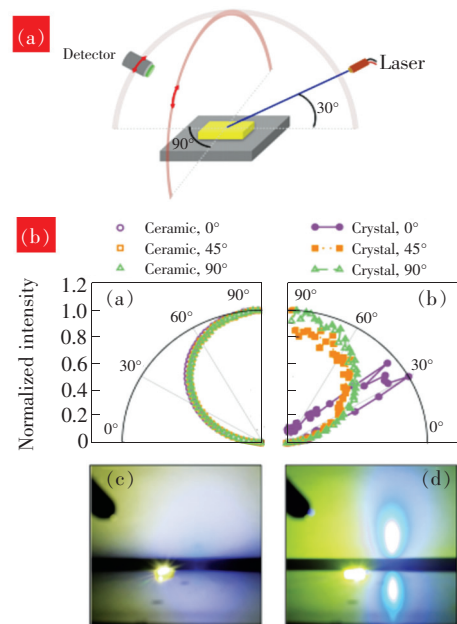 (a)
Detector
Laser
30°
90°
(b)
Ceramic, 0°
Crystal, 0°
Ceramic, 45°
Crystal, 45°
Ceramic, 90°
Crystal, 90°
Normalized intensity
1.2
1.0
0.8
0.6
0.4
0.2
0
(a)
90°
60°
30°
0°
(b)
90°
60°
30°
0°
(c)
(d)